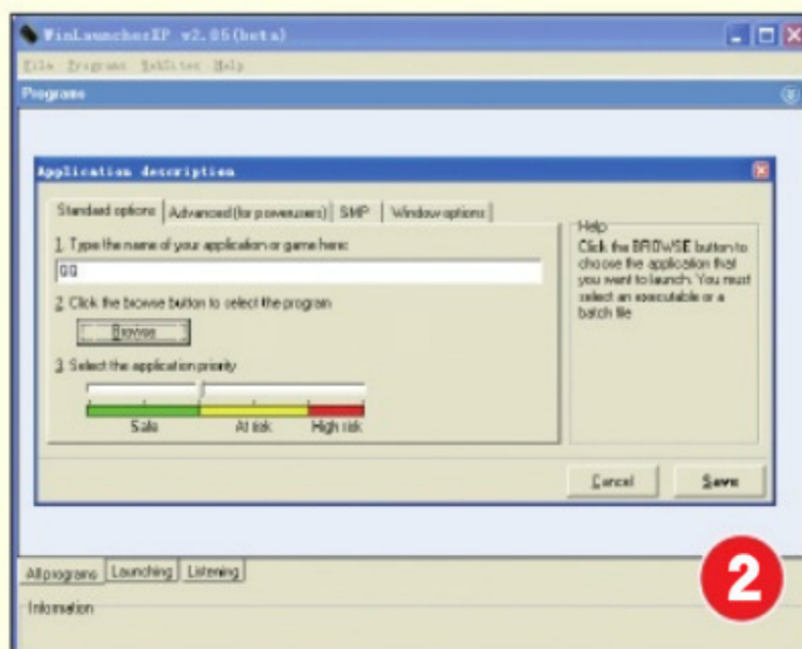 WinLauncherXP v2.05(beta)
File Programs WebSites Help
Programs
Application description
Standard options Advanced (for powerusers) SMP Window options
1. Type the name of your application or game here:
QQ
2. Click the browse button to select the program
Browse
3. Select the application priority
Safe At risk High risk
Help
Click the BROWSE button to
choose the application that
you want to launch. You must
select an executable or a
batch file
Cancel Save
All programs Launching Listening
Information
2